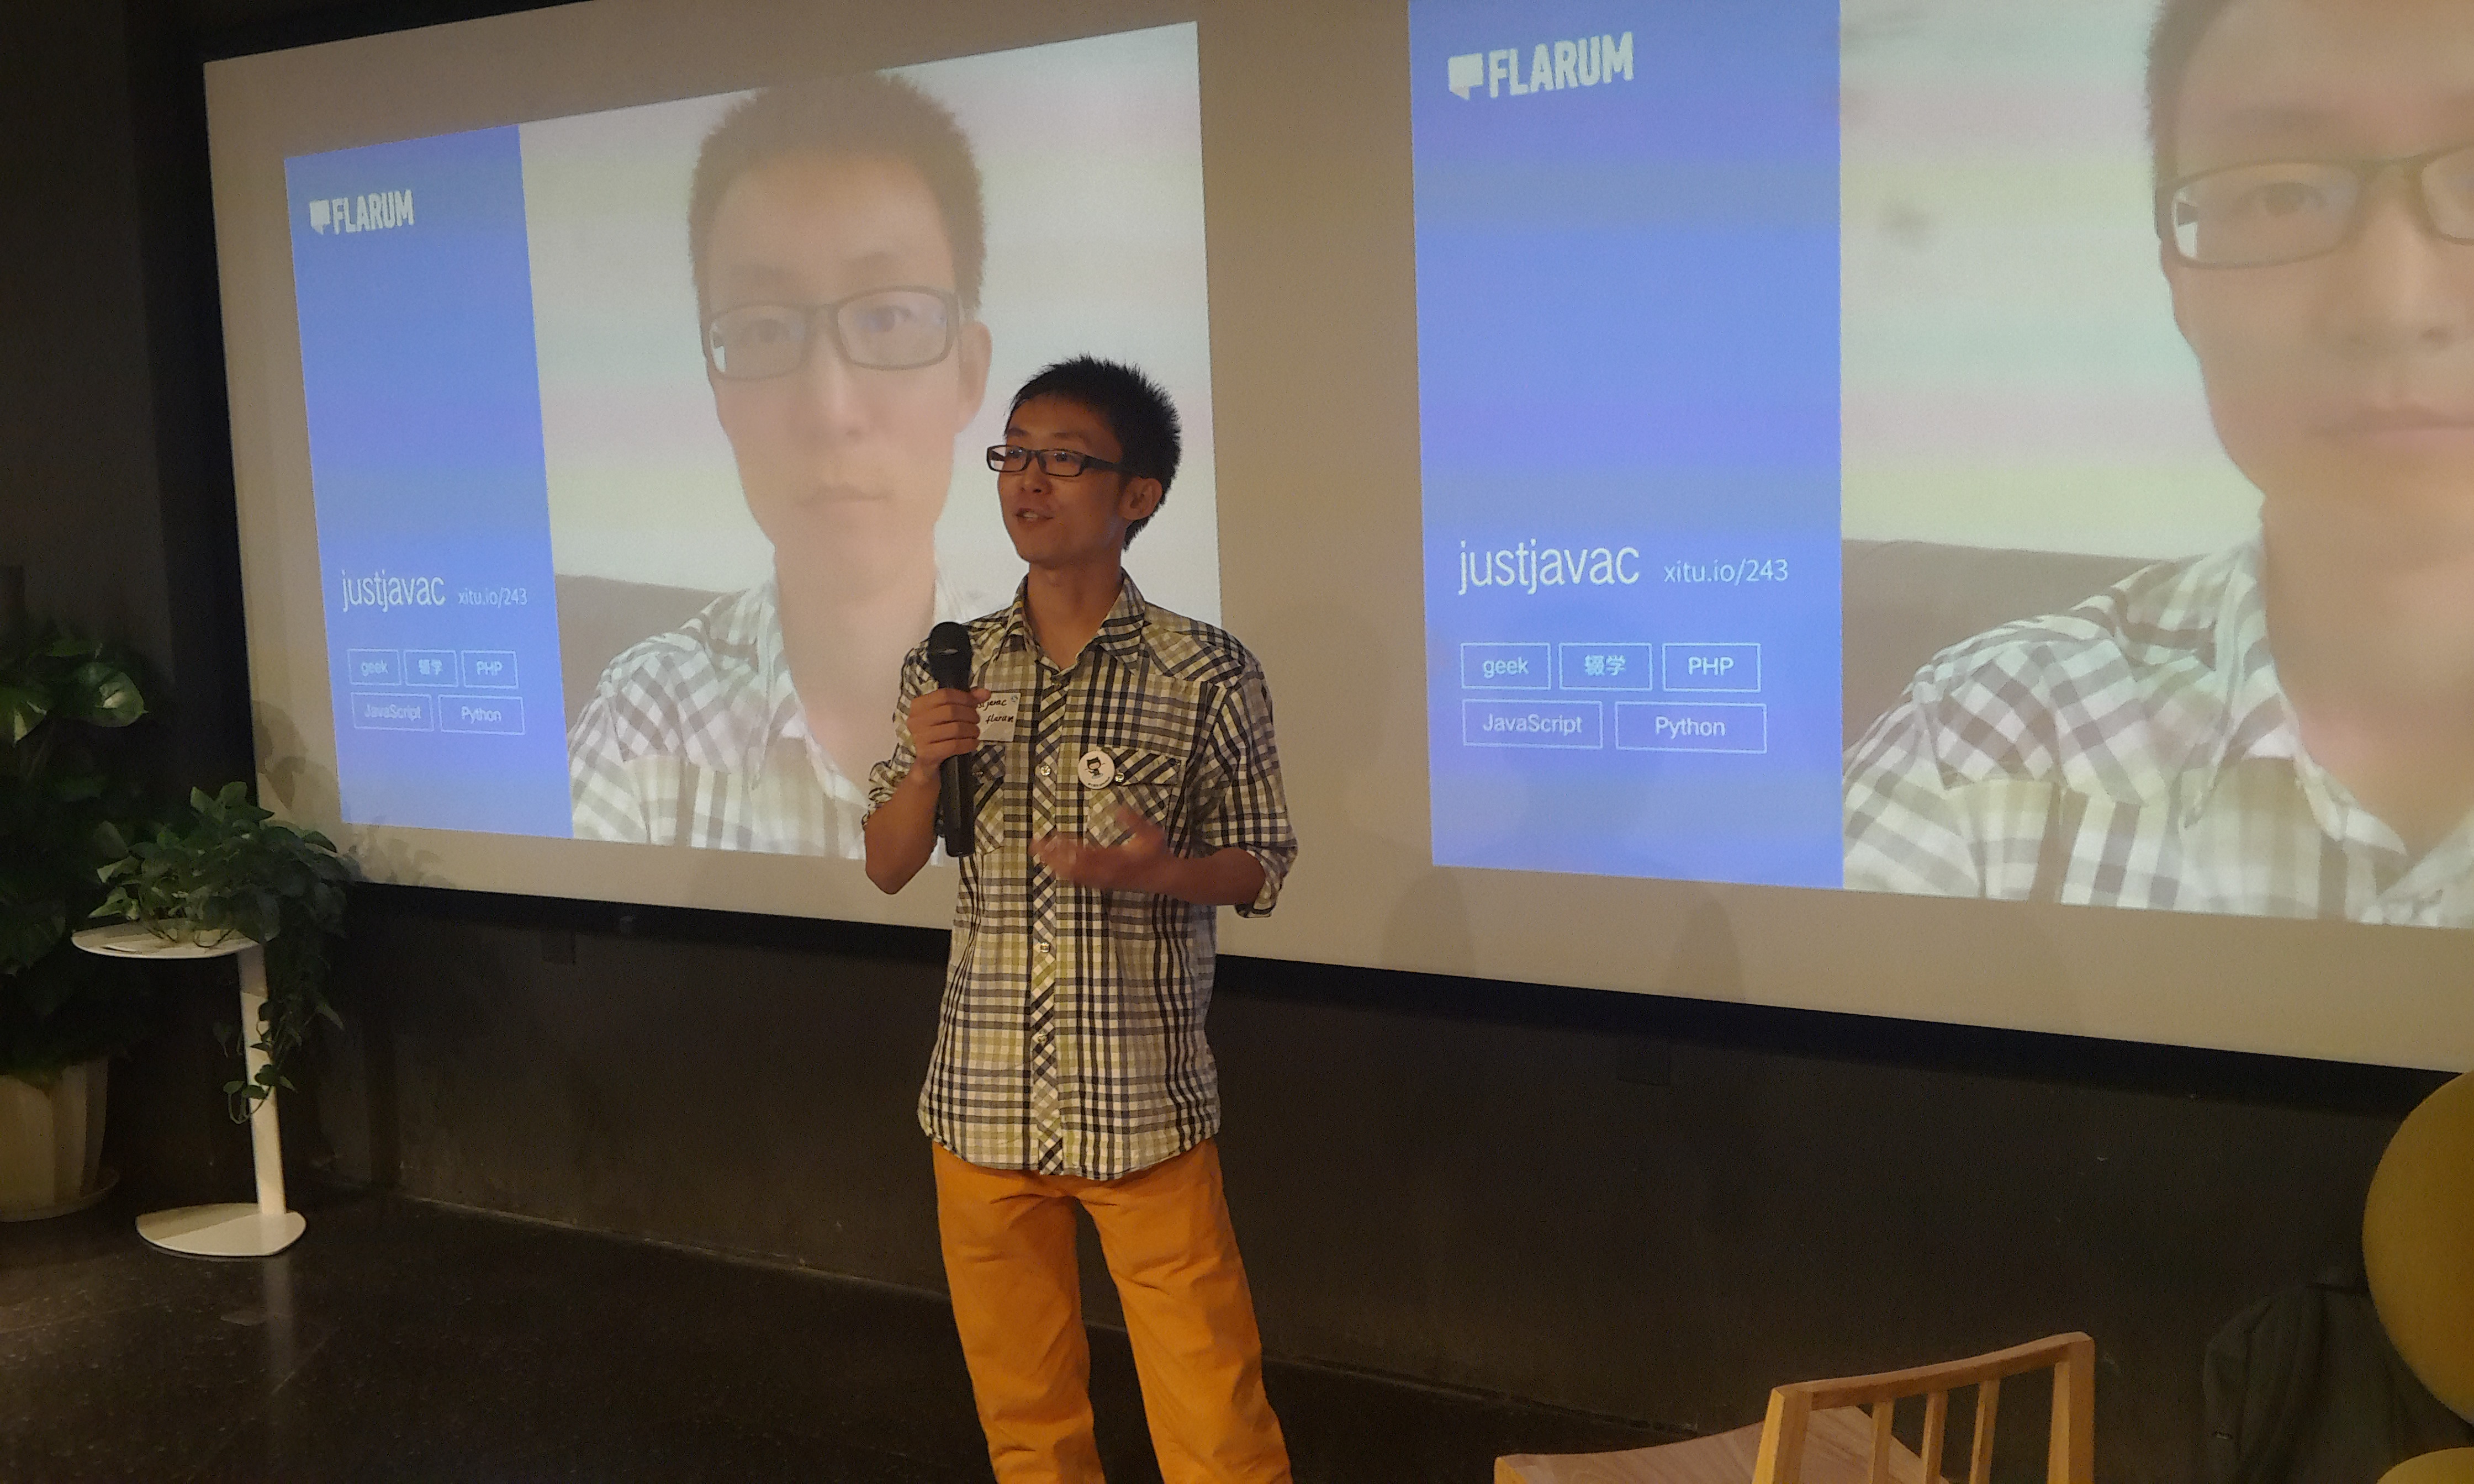 FLARUM
justjavac xitu.io/243
geek 辍学 PHP
JavaScript Python
FLARUM
justjavac xitu.io/243
geek 辍学 PHP
JavaScript Python
flarum